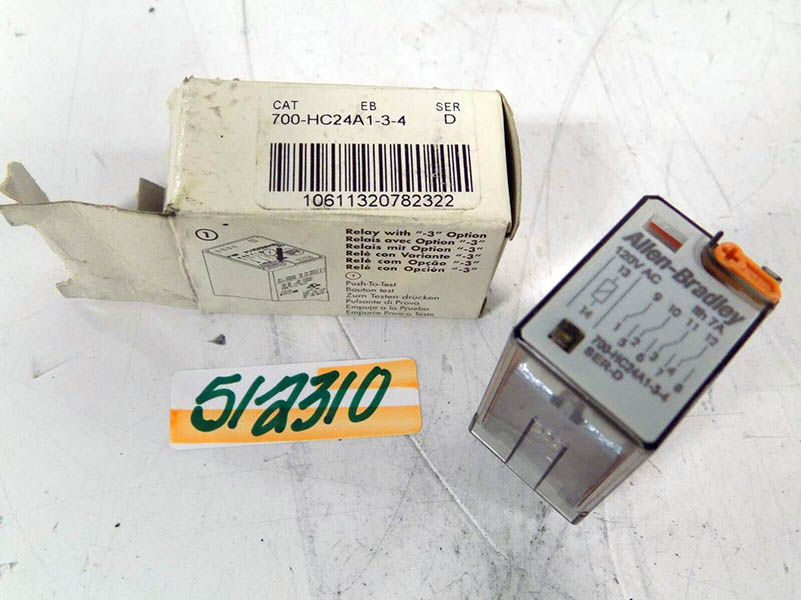 CAT EB SER
700-HC24A1-3-4 D
10611320782322
1
Relay with "-3" Option
Relais avec Option "-3"
Relais mit Option "-3"
Relé con Variante "-3"
Relé com Opção "-3"
Relé con Opción "-3"
1
Push-To-Test
Bouton test
Zum Testen drücken
Pulsante di Prova
Empuje a la Prueba
Empurre Para o Teste
512310
Allen-Bradley
120V AC
Ith 7A
13 9 10 11 12
14 1 2 3 4
5 6 7 8
700-HC24A1-3-4
SER-D